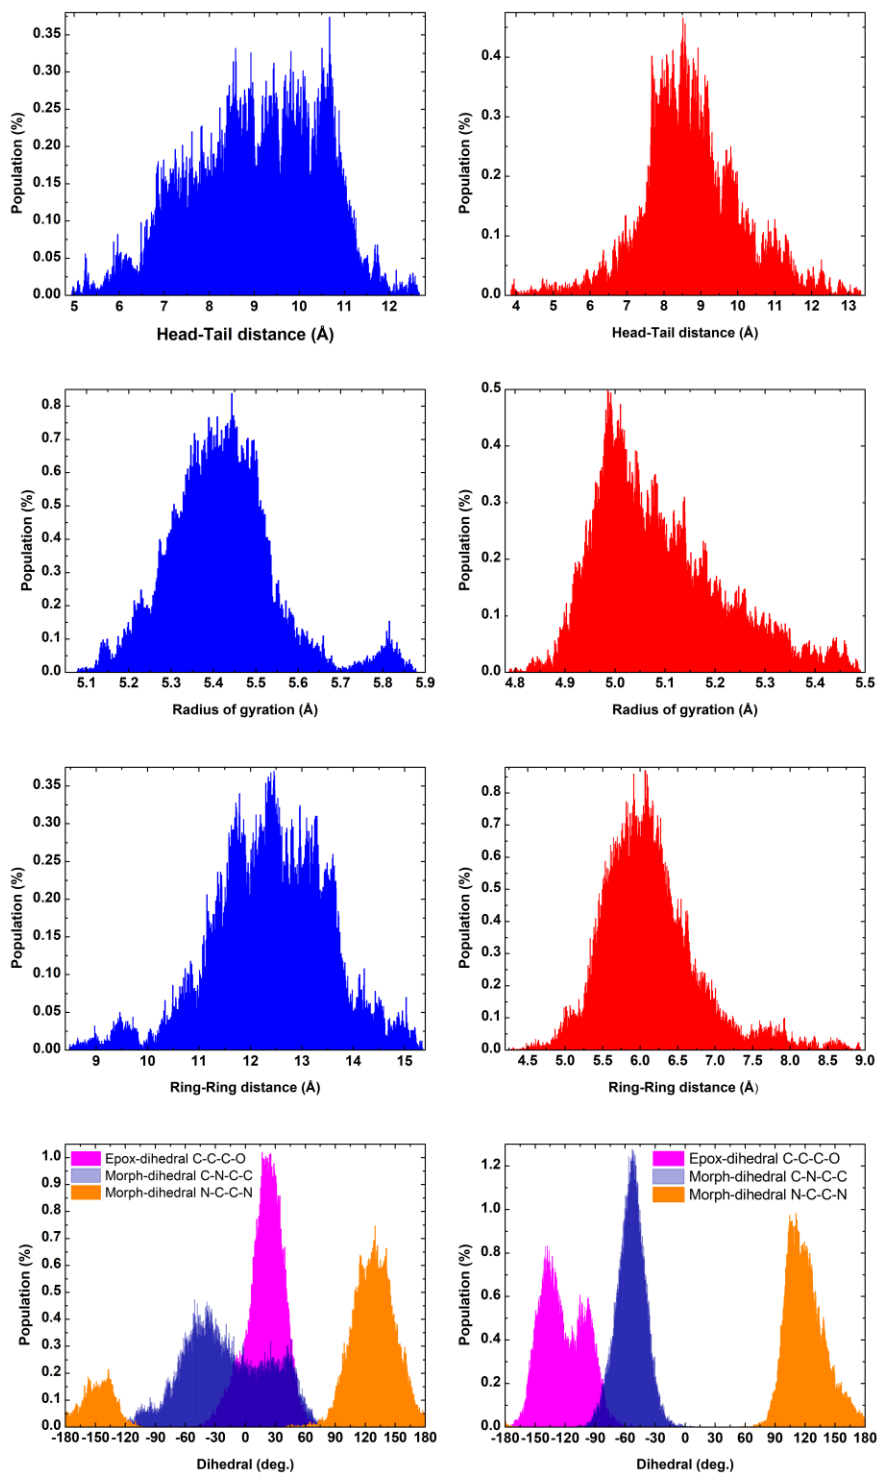 Population (%)
0.35
0.30
0.25
0.20
0.15
0.10
0.05
0.00
5 6 7 8 9 10 11 12
Head-Tail distance (Å)
Population (%)
0.4
0.3
0.2
0.1
0.0
4 5 6 7 8 9 10 11 12 13
Head-Tail distance (Å)
Population (%)
0.8
0.7
0.6
0.5
0.4
0.3
0.2
0.1
0.0
5.1 5.2 5.3 5.4 5.5 5.6 5.7 5.8 5.9
Radius of gyration (Å)
Population (%)
0.5
0.4
0.3
0.2
0.1
0.0
4.8 4.9 5.0 5.1 5.2 5.3 5.4 5.5
Radius of gyration (Å)
Population (%)
0.35
0.30
0.25
0.20
0.15
0.10
0.05
0.00
9 10 11 12 13 14 15
Ring-Ring distance (Å)
Population (%)
0.8
0.7
0.6
0.5
0.4
0.3
0.2
0.1
0.0
4.5 5.0 5.5 6.0 6.5 7.0 7.5 8.0 8.5 9.0
Ring-Ring distance (Å)
Population (%)
1.0
0.9
0.8
0.7
0.6
0.5
0.4
0.3
0.2
0.1
0.0
Epox-dihedral C-C-C-O
Morph-dihedral C-N-C-C
Morph-dihedral N-C-C-N
-180 -150 -120 -90 -60 -30 0 30 60 90 120 150 180
Dihedral (deg.)
Population (%)
1.2
1.0
0.8
0.6
0.4
0.2
0.0
Epox-dihedral C-C-C-O
Morph-dihedral C-N-C-C
Morph-dihedral N-C-C-N
-180 -150 -120 -90 -60 -30 0 30 60 90 120 150 180
Dihedral (deg.)